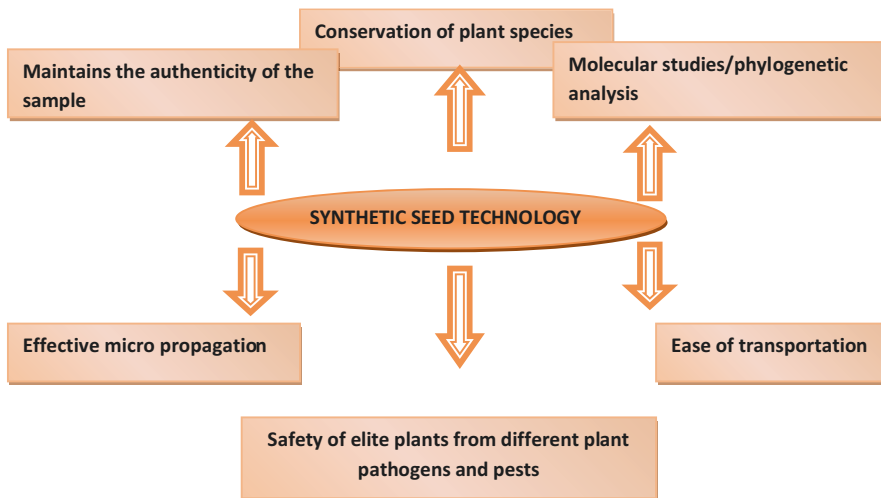 Conservation of plant species
Maintains the authenticity of the
sample
Molecular studies/phylogenetic
analysis
SYNTHETIC SEED TECHNOLOGY
Effective micro propagation
Ease of transportation
Safety of elite plants from different plant
pathogens and pests